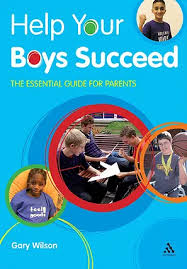 Help Your
Boys Succeed
THE ESSENTIAL GUIDE FOR PARENTS
Gary Wilson